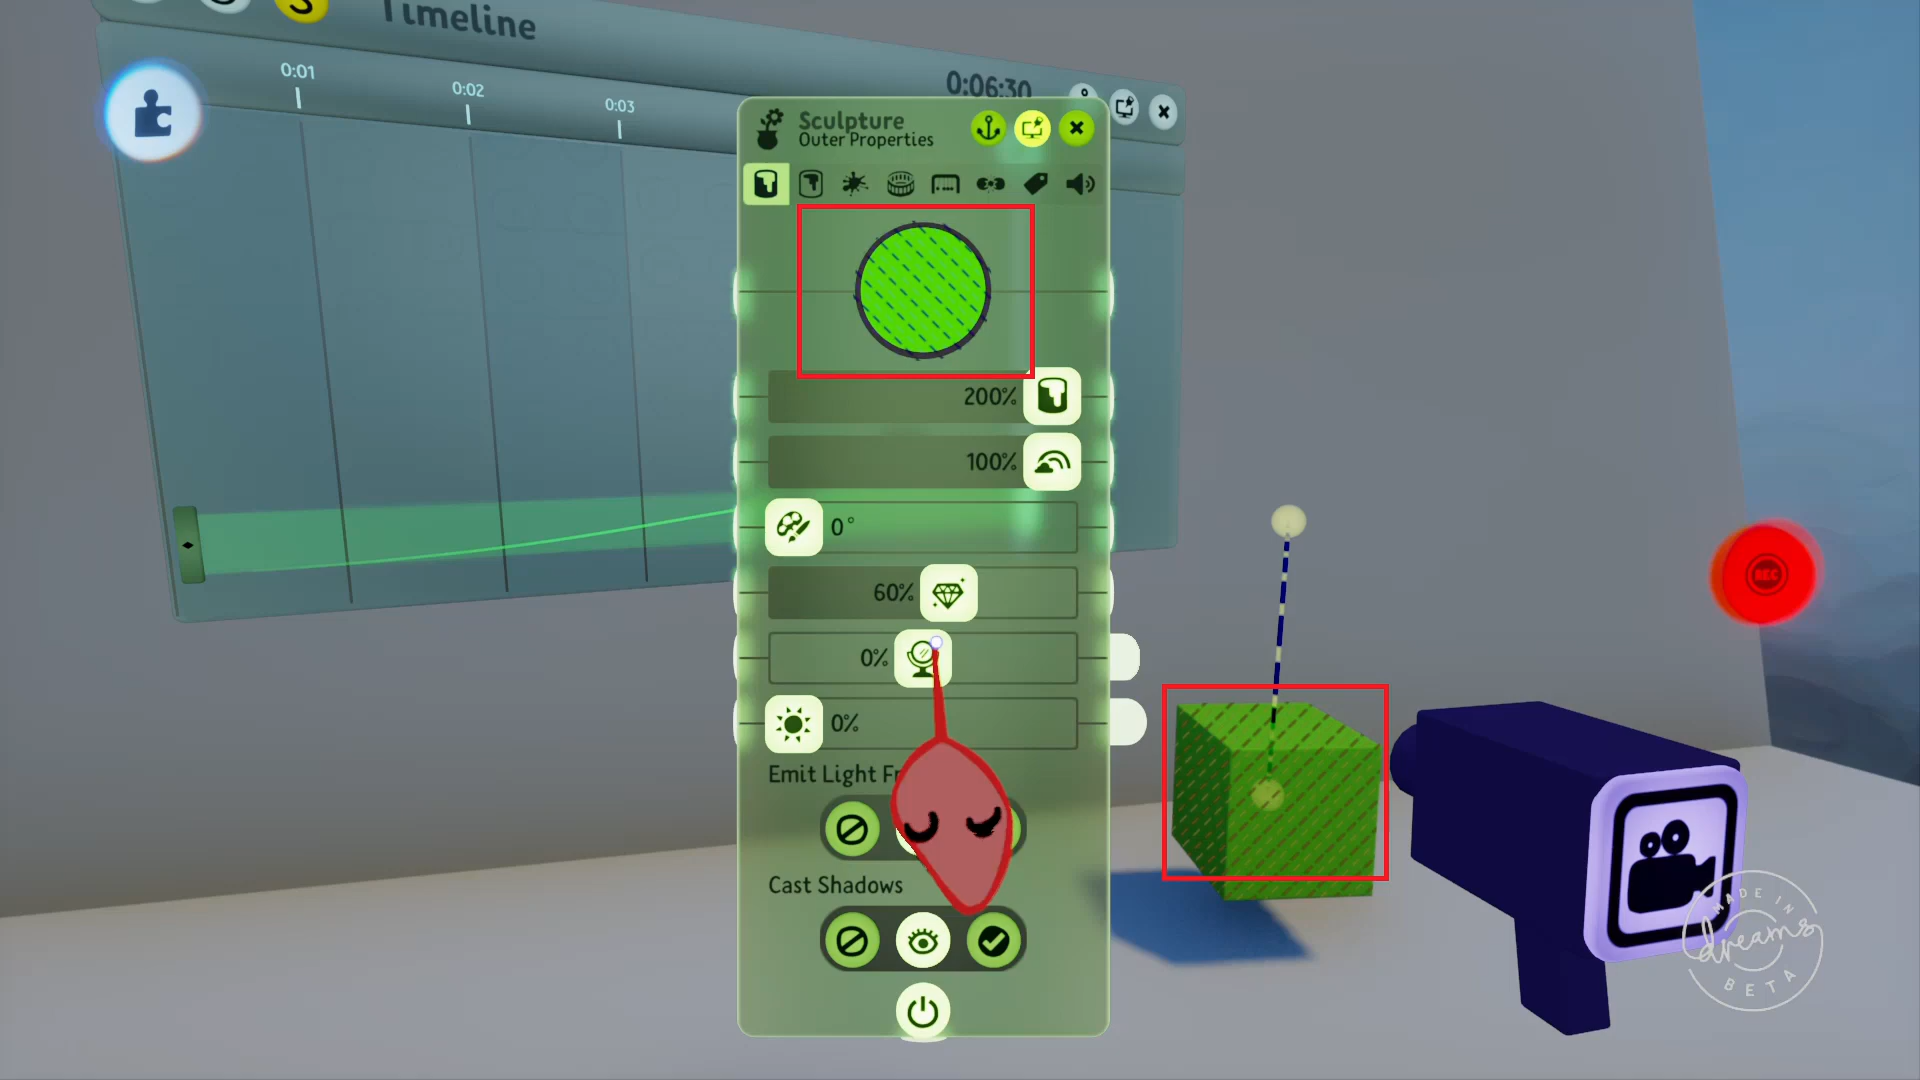 Timeline
0:01
0:02
0:03
0:06:30
Sculpture
Outer Properties
200%
100%
0°
60%
0%
0%
Emit Light
Cast Shadows
REC
MADE IN
dreams
BETA